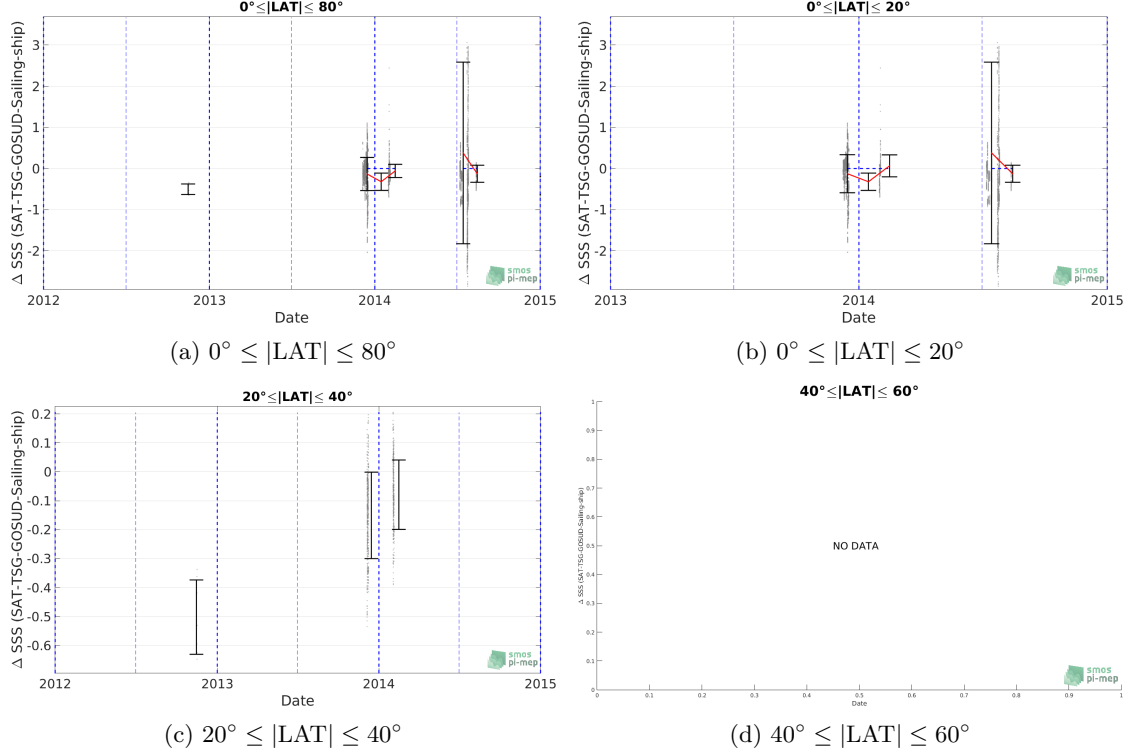 0°≤|LAT|≤ 80°
Δ SSS (SAT-TSG-GOSUD-Sailing-ship)
3
2
1
0
-1
-2
2012
2013
2014
2015
Date
smos
pi-mep
(a) 0° ≤ |LAT| ≤ 80°
0°≤|LAT|≤ 20°
Δ SSS (SAT-TSG-GOSUD-Sailing-ship)
3
2
1
0
-1
-2
2013
2014
2015
Date
smos
pi-mep
(b) 0° ≤ |LAT| ≤ 20°
20°≤|LAT|≤ 40°
Δ SSS (SAT-TSG-GOSUD-Sailing-ship)
0.2
0.1
0
-0.1
-0.2
-0.3
-0.4
-0.5
-0.6
2012
2013
2014
2015
Date
smos
pi-mep
(c) 20° ≤ |LAT| ≤ 40°
40°≤|LAT|≤ 60°
Δ SSS (SAT-TSG-GOSUD-Sailing-ship)
1
0.9
0.8
0.7
0.6
0.5
0.4
0.3
0.2
0.1
0
NO DATA
0
0.1
0.2
0.3
0.4
0.5
0.6
0.7
0.8
0.9
1
Date
smos
pi-mep
(d) 40° ≤ |LAT| ≤ 60°